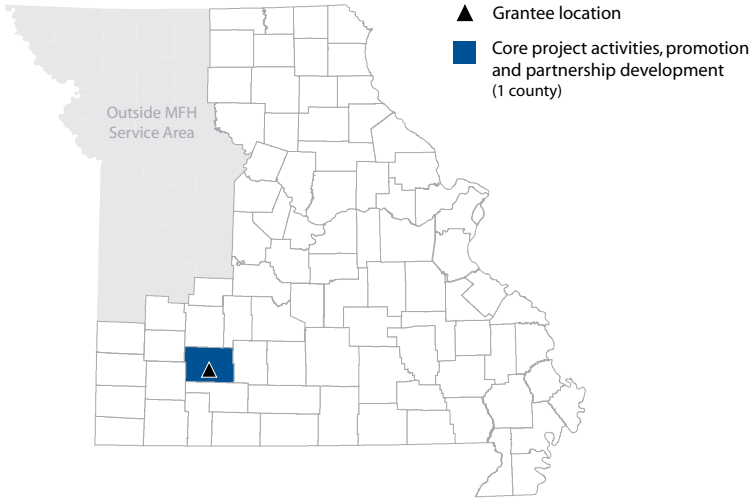 Outside MFH
Service Area
Grantee location
Core project activities, promotion
and partnership development
(1 county)